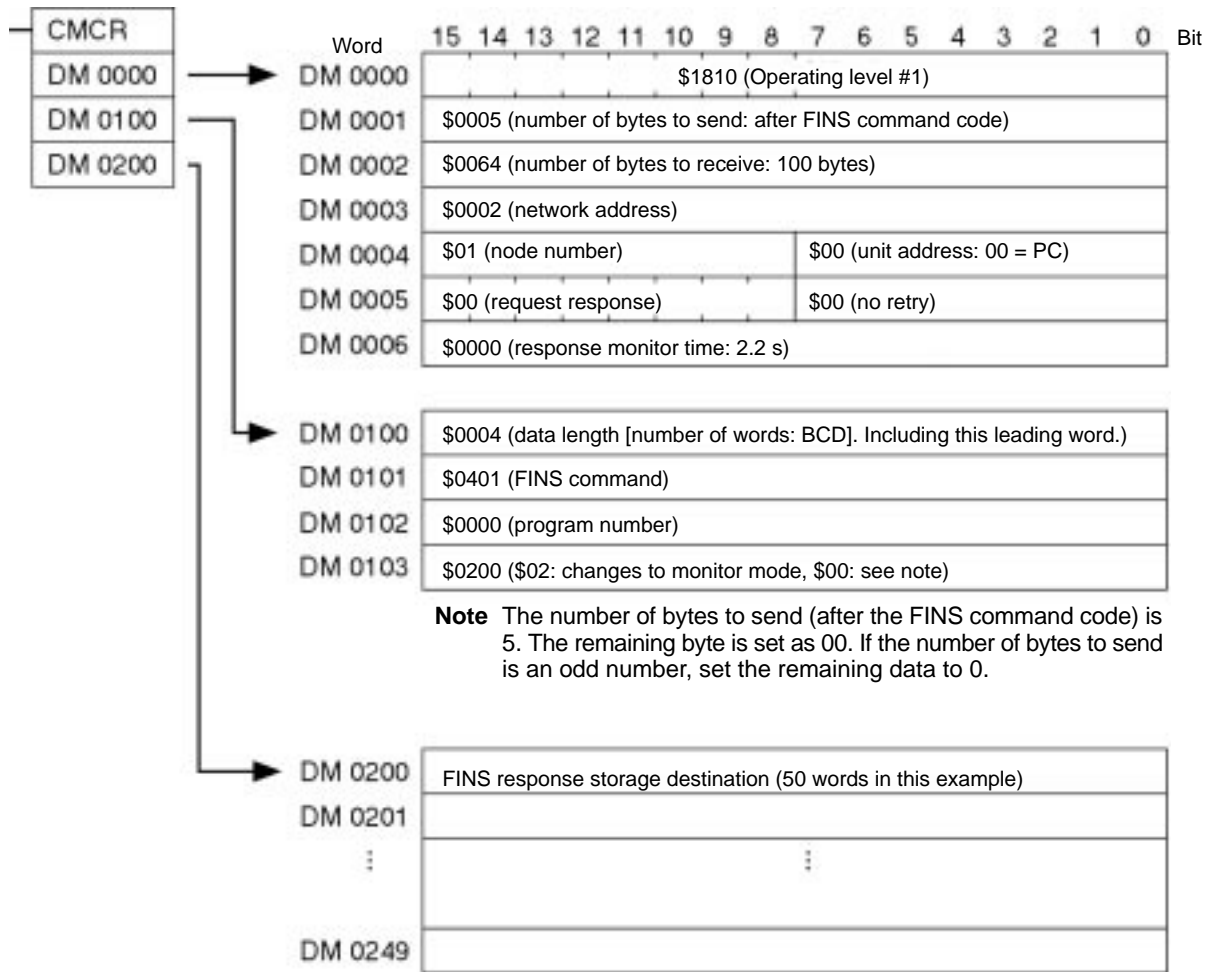 CMCR
DM 0000
DM 0100
DM 0200
Word 15 14 13 12 11 10 9 8 7 6 5 4 3 2 1 0 Bit
DM 0000 $1810 (Operating level #1)
DM 0001 $0005 (number of bytes to send: after FINS command code)
DM 0002 $0064 (number of bytes to receive: 100 bytes)
DM 0003 $0002 (network address)
DM 0004 $01 (node number) $00 (unit address: 00 = PC)
DM 0005 $00 (request response) $00 (no retry)
DM 0006 $0000 (response monitor time: 2.2 s)
DM 0100 $0004 (data length [number of words: BCD]. Including this leading word.)
DM 0101 $0401 (FINS command)
DM 0102 $0000 (program number)
DM 0103 $0200 ($02: changes to monitor mode, $00: see note)
Note The number of bytes to send (after the FINS command code) is
5. The remaining byte is set as 00. If the number of bytes to send
is an odd number, set the remaining data to 0.
DM 0200 FINS response storage destination (50 words in this example)
DM 0201
⋮ ⋮
DM 0249